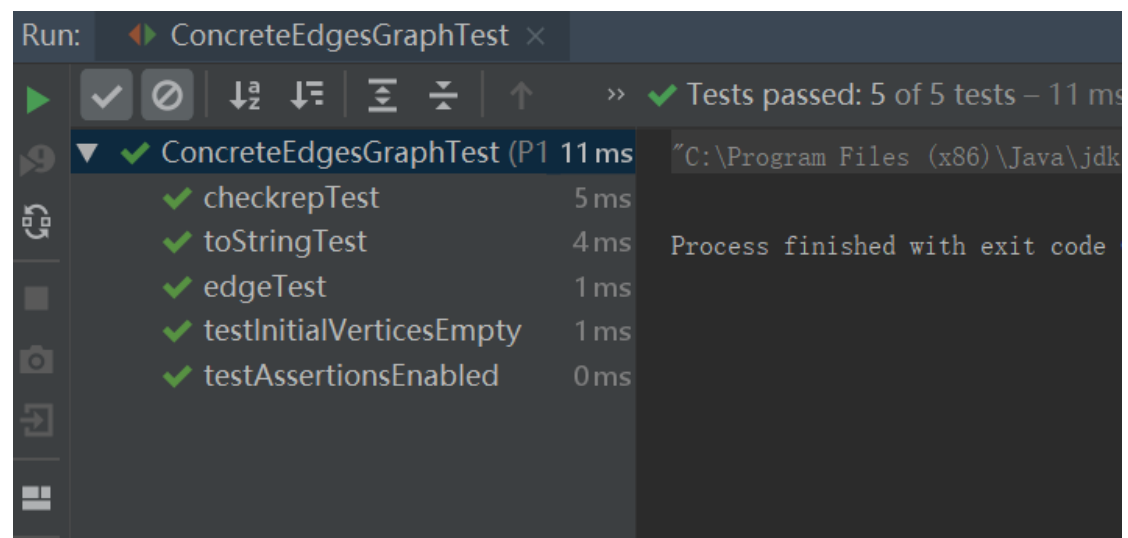 Run: ConcreteEdgesGraphTest ×
» Tests passed: 5 of 5 tests – 11 ms
ConcreteEdgesGraphTest (P1 11 ms
checkrepTest 5 ms
toStringTest 4 ms
edgeTest 1 ms
testInitialVerticesEmpty 1 ms
testAssertionsEnabled 0 ms
"C:\Program Files (x86)\Java\jdk
Process finished with exit code